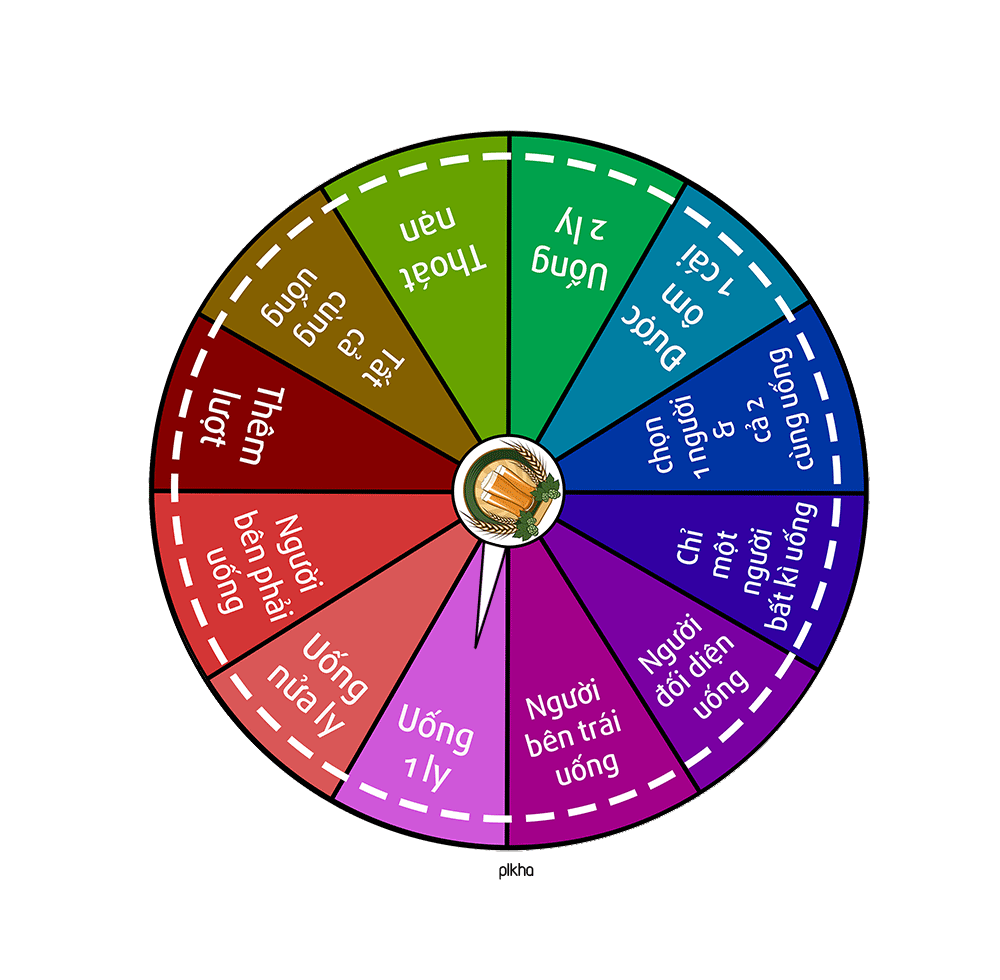 Thoát
nạn
Uống
2 ly
Được
ôm
1 cái
chọn
1 người
&
cả 2
cùng uống
Chỉ
một
người
bất kì uống
Người
đối diện
uống
Người
bên trái
uống
Uống
1 ly
Uống
nửa ly
Người
bên phải
uống
Thêm
lượt
Tất
cả
cùng
uống
plkha